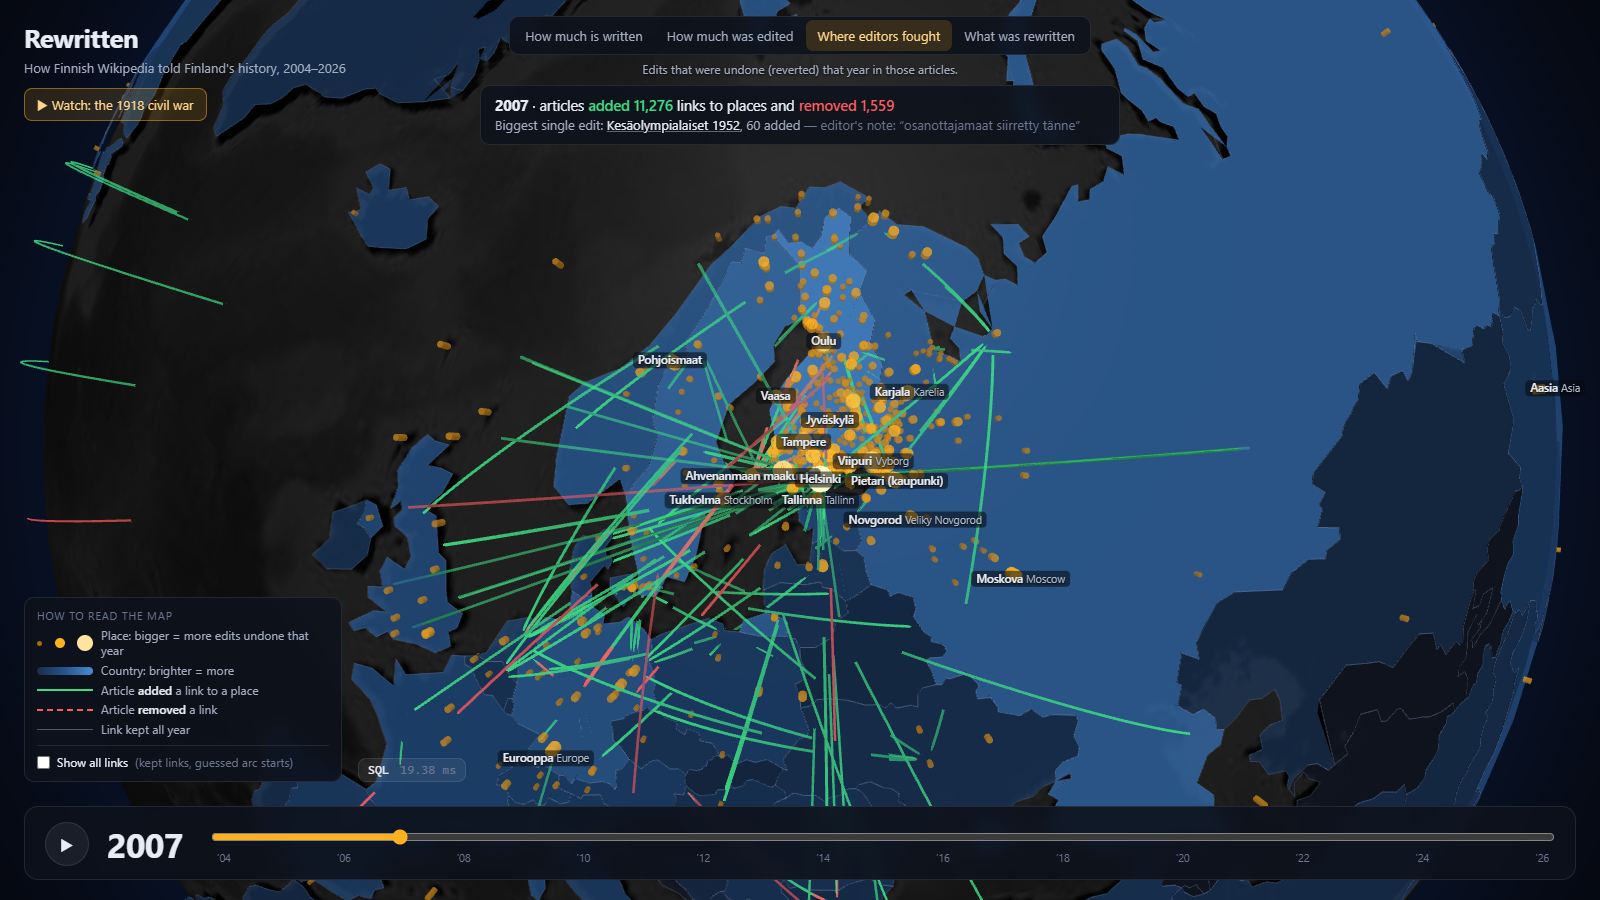 Rewritten
How Finnish Wikipedia told Finland's history, 2004–2026
▶ Watch: the 1918 civil war
How much is written
How much was edited
Where editors fought
What was rewritten
Edits that were undone (reverted) that year in those articles.
2007 · articles added 11,276 links to places and removed 1,559
Biggest single edit: Kesäolympialaiset 1952, 60 added — editor's note: “osanottajamaat siirretty tänne”
Oulu
Pohjoismaat
Aasia Asia
Vaasa
Karjala Karelia
Jyväskylä
Tampere
Viipuri Vyborg
Ahvenanmaan maaku
Helsinki
Pietari (kaupunki)
Tukholma Stockholm
Tallinna Tallinn
Novgorod Veliky Novgorod
Moskova Moscow
Eurooppa Europe
HOW TO READ THE MAP
Place: bigger = more edits undone that
year
Country: brighter = more
Article added a link to a place
Article removed a link
Link kept all year
Show all links (kept links, guessed arc starts)
SQL 19.38 ms
2007
'04 '06 '08 '10 '12 '14 '16 '18 '20 '22 '24 '26